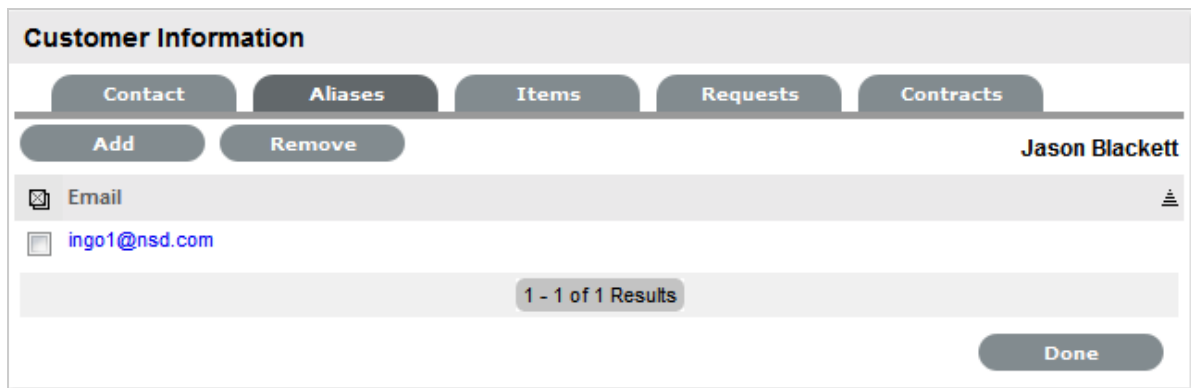 Customer Information
Contact Aliases Items Requests Contracts
Add Remove Jason Blackett
Email
ingo1@nsd.com
1 - 1 of 1 Results
Done